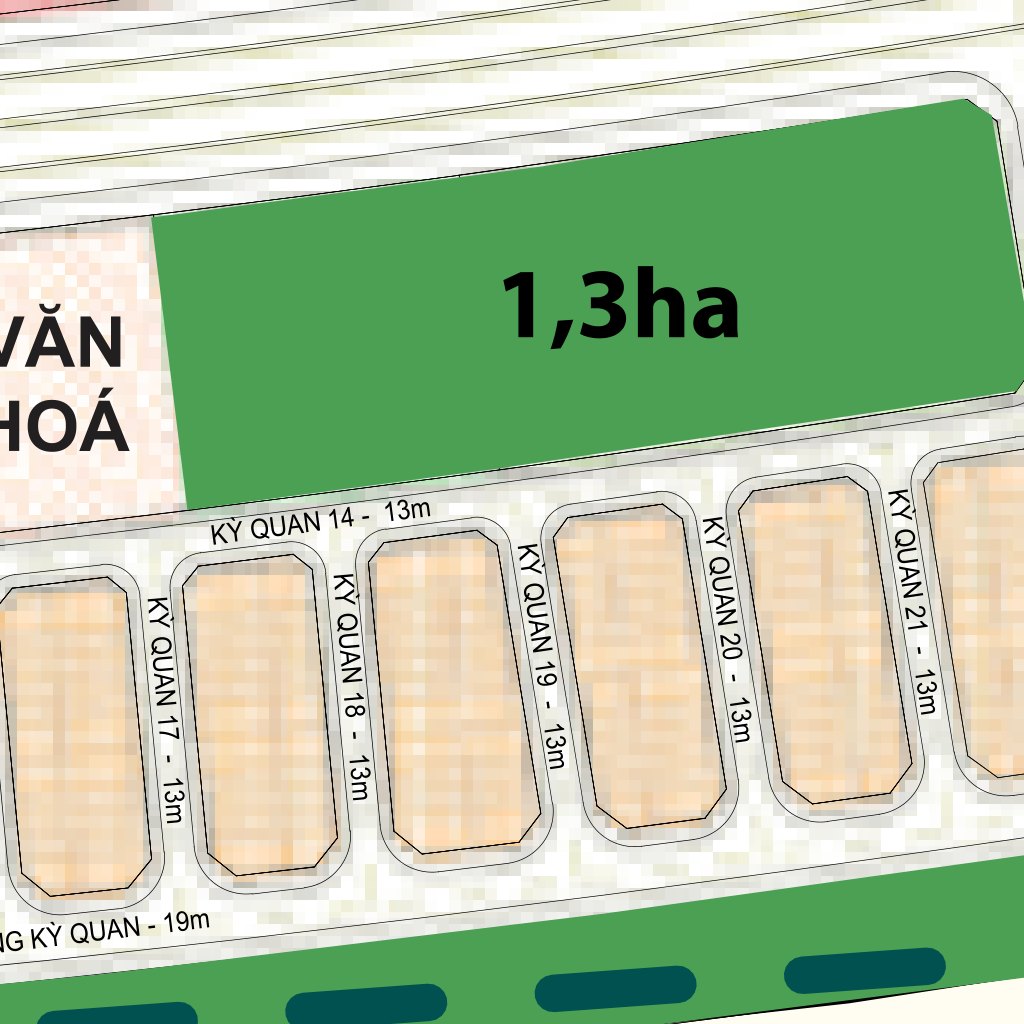 1,3ha
VĂN
HOÁ
KỲ QUAN 14 - 13m
KỲ QUAN 17 - 13m
KỲ QUAN 18 - 13m
KỲ QUAN 19 - 13m
KỲ QUAN 20 - 13m
KỲ QUAN 21 - 13m
NG KỲ QUAN - 19m